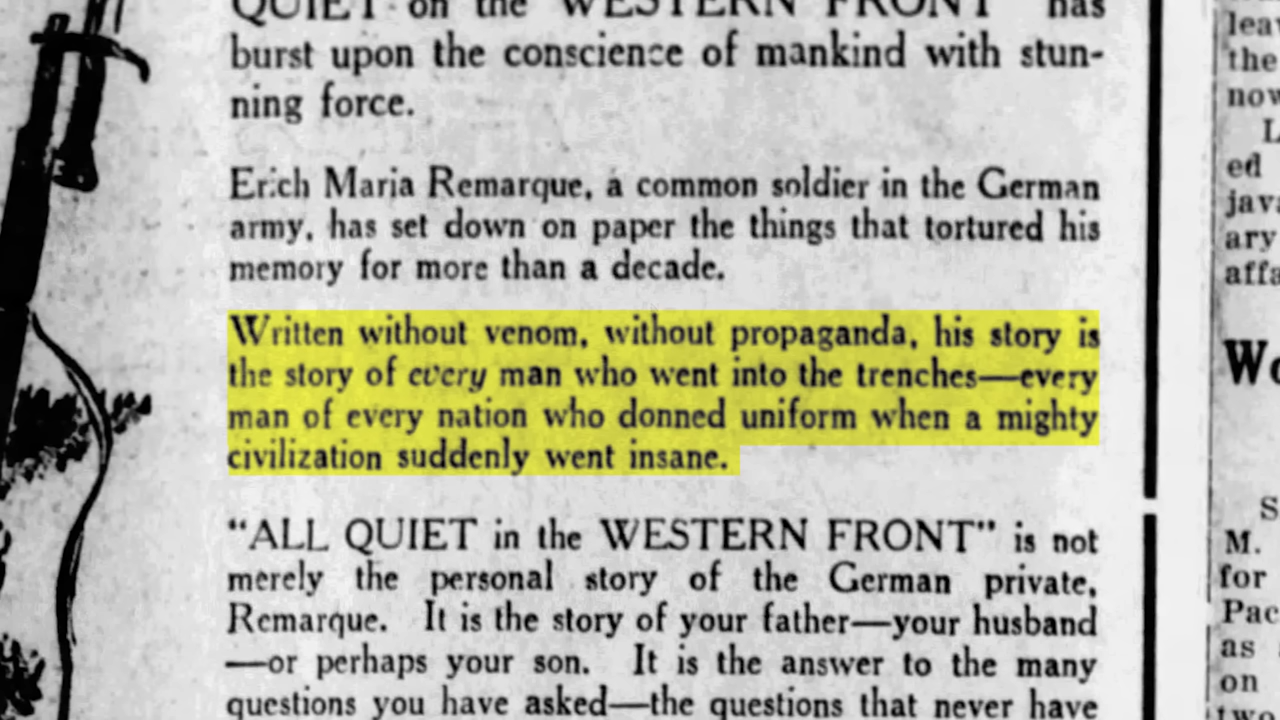 QUIET on the WESTERN FRONT" has
burst upon the conscience of mankind with stun-
ning force.
Erich Maria Remarque, a common soldier in the German
army, has set down on paper the things that tortured his
memory for more than a decade.
Written without venom, without propaganda, his story is
the story of every man who went into the trenches—every
man of every nation who donned uniform when a mighty
civilization suddenly went insane.
"ALL QUIET in the WESTERN FRONT" is not
merely the personal story of the German private,
Remarque. It is the story of your father—your husband
—or perhaps your son. It is the answer to the many
questions you have asked—the questions that never have
the
ed
ary
M.
for
as
on
two